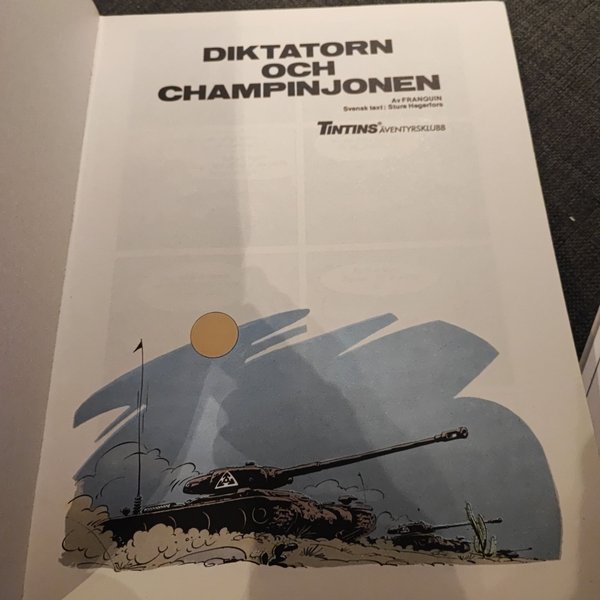 DIKTATORN
OCH
CHAMPINJONEN
Av FRANQUIN
Svensk text: Sture Hegerfors
TINTINS® ÄVENTYRSKLUBB